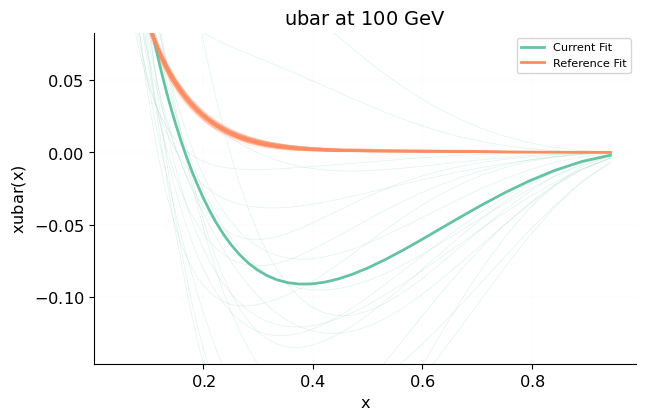 ubar at 100 GeV
Current Fit
Reference Fit
xubar(x)
0.05
0.00
−0.05
−0.10
0.2 0.4 0.6 0.8
x